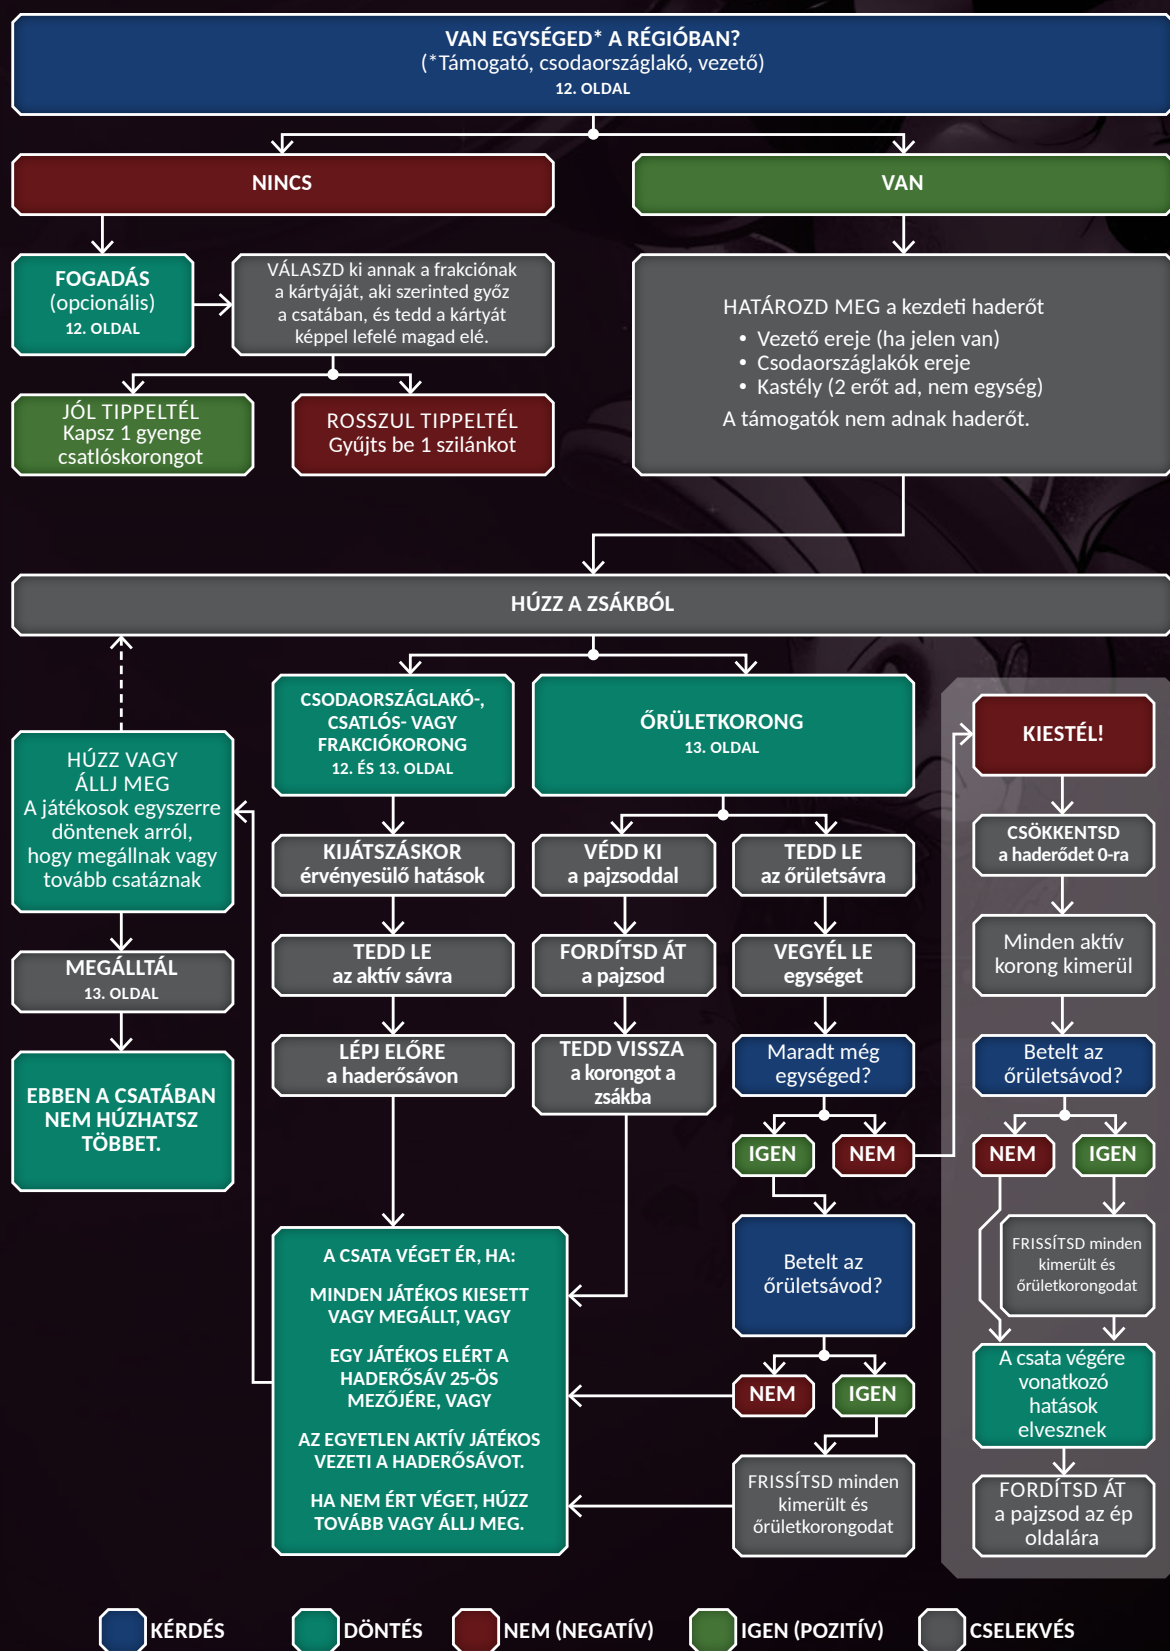 VAN EGYSÉGED* A RÉGIÓBAN?
(*Támogató, csodaországlakó, vezető)
12. OLDAL
NINCS
VAN
FOGADÁS
(opcionális)
12. OLDAL
VÁLASZD ki annak a frakciónak
a kártyáját, aki szerinted győz
a csatában, és tedd a kártyát
képpel lefelé magad elé.
JÓL TIPPELTÉL
Kapsz 1 gyenge
csatlóskorongot
ROSSZUL TIPPELTÉL
Gyűjts be 1 szilánkot
HATÁROZD MEG a kezdeti haderőt
• Vezető ereje (ha jelen van)
• Csodaországlakók ereje
• Kastély (2 erőt ad, nem egység)
A támogatók nem adnak haderőt.
HÚZZ A ZSÁKBÓL
HÚZZ VAGY
ÁLLJ MEG
A játékosok egyszerre
döntenek arról,
hogy megállnak vagy
tovább csatáznak
MEGÁLLTÁL
13. OLDAL
EBBEN A CSATÁBAN
NEM HÚZHATSZ
TÖBBET.
CSODAORSZÁGLAKÓ-,
CSATLÓS- VAGY
FRAKCIÓKORONG
12. ÉS 13. OLDAL
KIJÁTSZÁSKOR
érvényesülő hatások
TEDD LE
az aktív sávra
LÉPJ ELŐRE
a haderősávon
A CSATA VÉGET ÉR, HA:
MINDEN JÁTÉKOS KIESETT
VAGY MEGÁLLT, VAGY
EGY JÁTÉKOS ELÉRT A
HADERŐSÁV 25-ÖS
MEZŐJÉRE, VAGY
AZ EGYETLEN AKTÍV JÁTÉKOS
VEZETI A HADERŐSÁVOT.
HA NEM ÉRT VÉGET, HÚZZ
TOVÁBB VAGY ÁLLJ MEG.
ŐRÜLETKORONG
13. OLDAL
VÉDD KI
a pajzsoddal
FORDÍTSD ÁT
a pajzsod
TEDD VISSZA
a korongot a
zsákba
TEDD LE
az őrületsávra
VEGYÉL LE
egységet
Maradt még
egységed?
IGEN
NEM
Betelt az
őrületsávod?
NEM
IGEN
FRISSÍTSD minden
kimerült és
őrületkorongodat
KIESTÉL!
CSÖKKENTSD
a haderődet 0-ra
Minden aktív
korong kimerül
Betelt az
őrületsávod?
NEM
IGEN
FRISSÍTSD minden
kimerült és
őrületkorongodat
A csata végére
vonatkozó
hatások
elvesznek
FORDÍTSD ÁT
a pajzsod az ép
oldalára
KÉRDÉS
DÖNTÉS
NEM (NEGATÍV)
IGEN (POZITÍV)
CSELEKVÉS